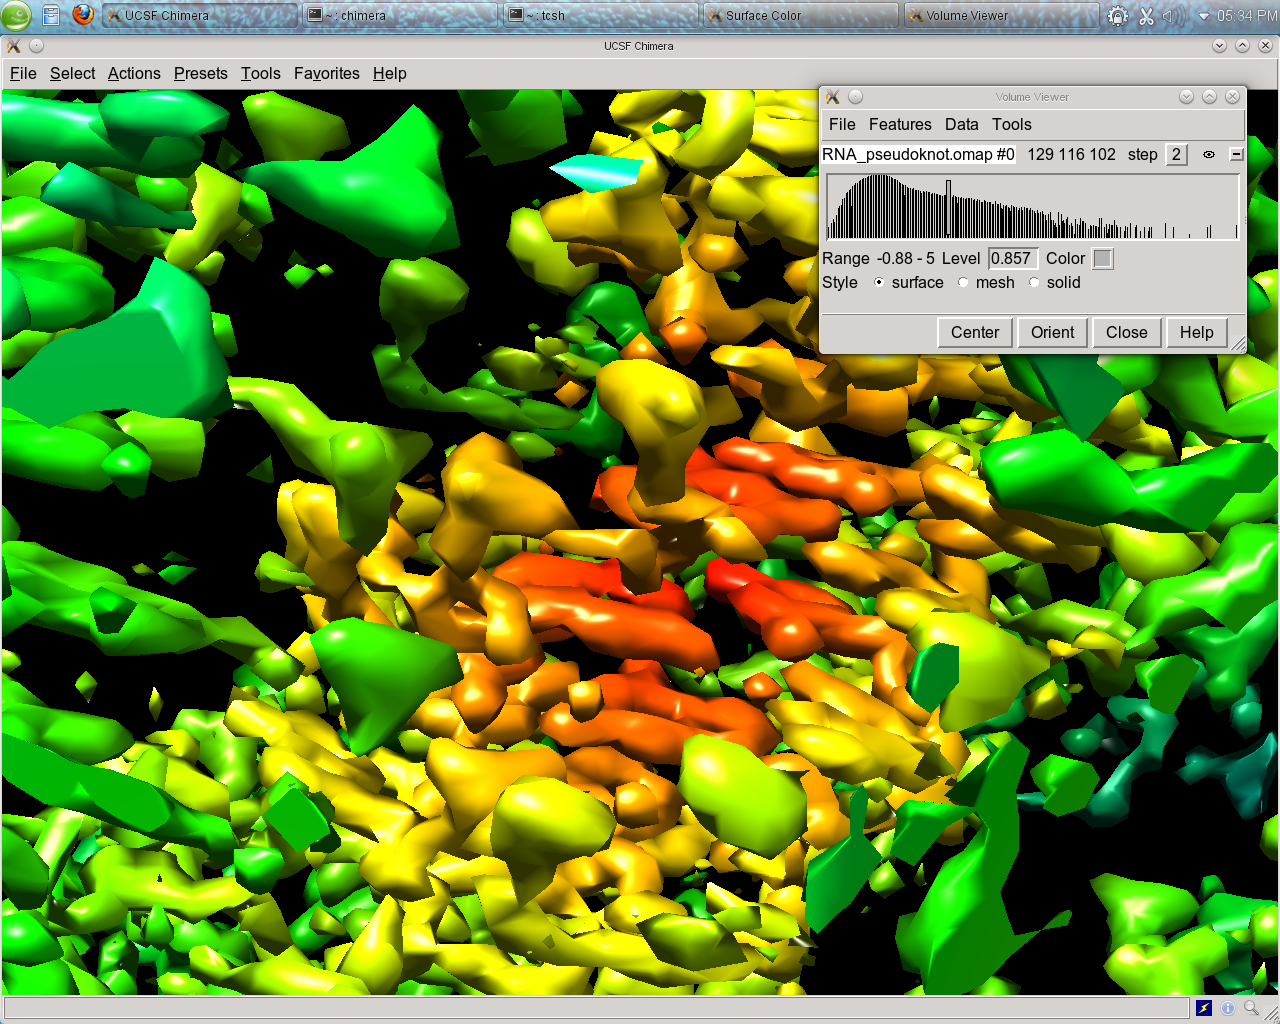 UCSF Chimera
~ : chimera
~ : tcsh
Surface Color
Volume Viewer
05:34 PM
UCSF Chimera
File Select Actions Presets Tools Favorites Help
Volume Viewer
File Features Data Tools
RNA_pseudoknot.omap #0 129 116 102 step 2
Range -0.88 - 5 Level 0.857 Color
Style surface mesh solid
Center Orient Close Help